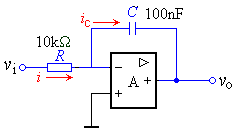 i_C
C 100nF
10kΩ
R
v_i
i
− ▷
A +
+
v_o